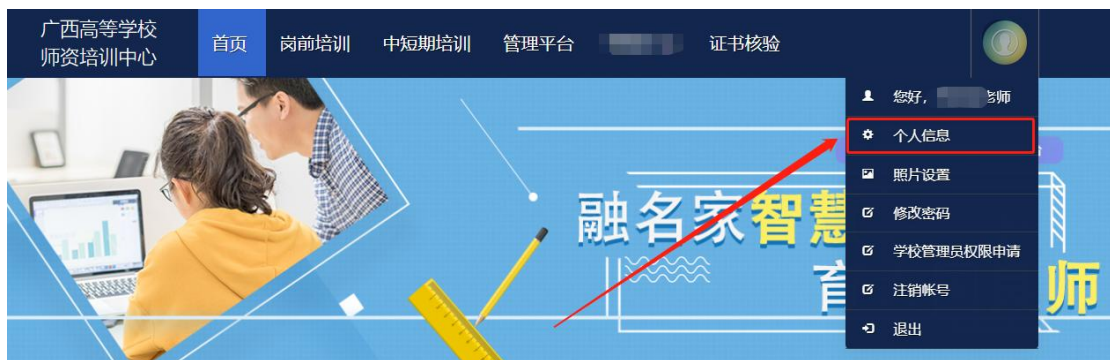 广西高等学校
师资培训中心
首页
岗前培训
中短期培训
管理平台
证书核验
您好,
师
个人信息
照片设置
修改密码
学校管理员权限申请
注销帐号
退出
融名家智慧
育
师